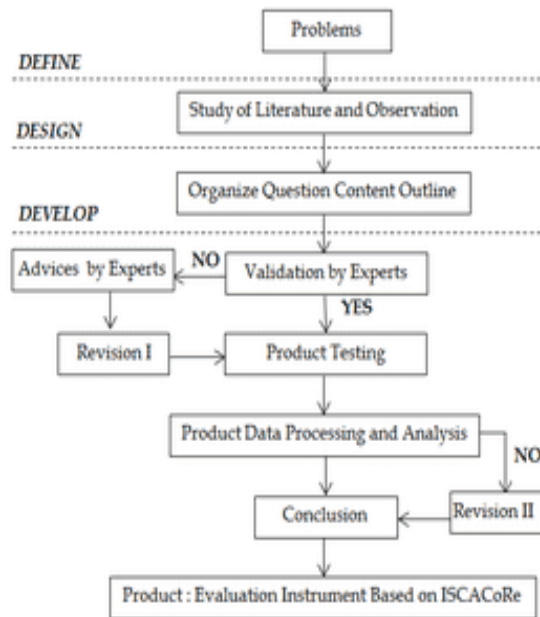 Problems
DEFINE
Study of Literature and Observation
DESIGN
Organize Question Content Outline
DEVELOP
NO
Advices by Experts
Validation by Experts
YES
Revision I
Product Testing
Product Data Processing and Analysis
NO
Conclusion
Revision II
Product : Evaluation Instrument Based on ISCACoRe